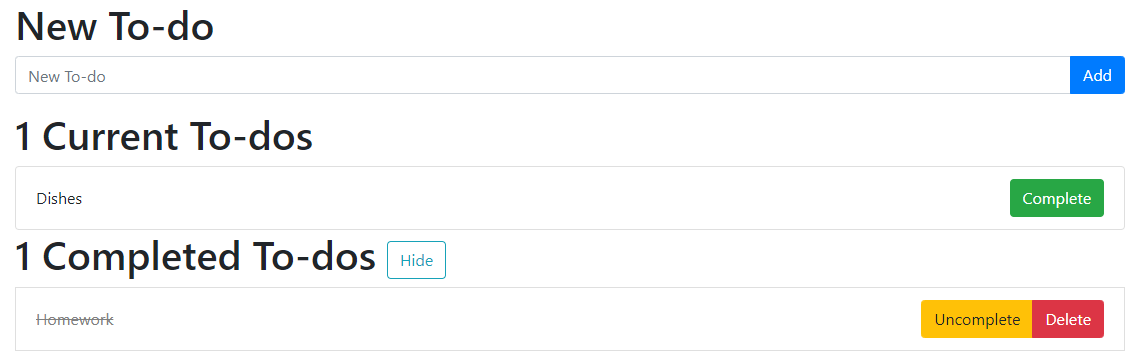 New To-do
New To-do Add
1 Current To-dos
Dishes Complete
1 Completed To-dos Hide
Homework Uncomplete Delete